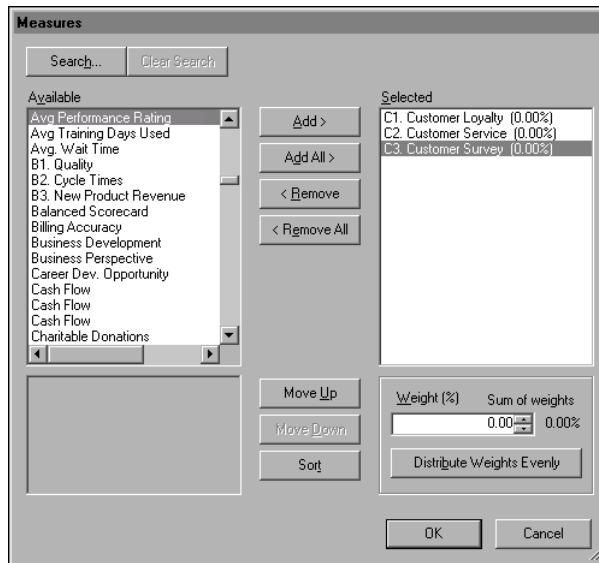 Measures
Search...
Clear Search
Available
Avg Performance Rating
Avg Training Days Used
Avg. Wait Time
B1. Quality
B2. Cycle Times
B3. New Product Revenue
Balanced Scorecard
Billing Accuracy
Business Development
Business Perspective
Career Dev. Opportunity
Cash Flow
Cash Flow
Cash Flow
Charitable Donations
Add >
Add All >
< Remove
< Remove All
Selected
C1. Customer Loyalty (0.00%)
C2. Customer Service (0.00%)
C3. Customer Survey (0.00%)
Move Up
Move Down
Sort
Weight (%) Sum of weights
0.00 0.00%
Distribute Weights Evenly
OK Cancel